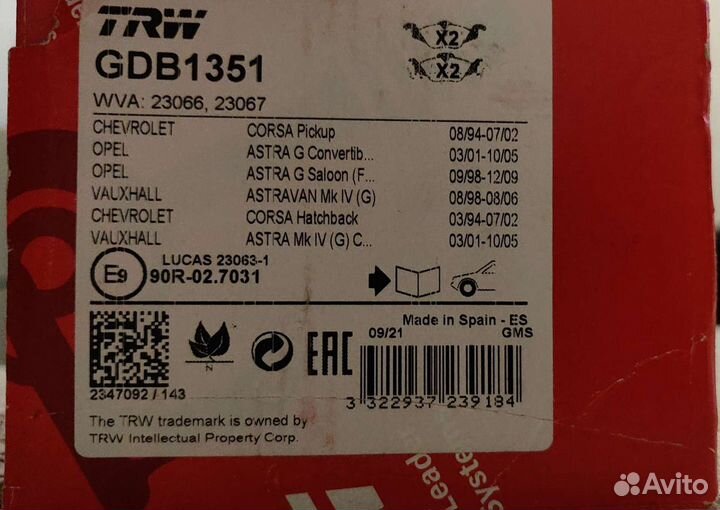 TRW
GDB1351
X2
X2
WVA: 23066, 23067
CHEVROLET CORSA Pickup 08/94-07/02
OPEL ASTRA G Convertib... 03/01-10/05
OPEL ASTRA G Saloon (F... 09/98-12/09
VAUXHALL ASTRAVAN Mk IV (G) 08/98-08/06
CHEVROLET CORSA Hatchback 03/94-07/02
VAUXHALL ASTRA Mk IV (G) C... 03/01-10/05
LUCAS 23063-1
E9 90R-02.7031
Made in Spain - ES
09/21 GMS
N
EAC
2347092 / 143
3 322937 239184
The TRW trademark is owned by
TRW Intellectual Property Corp.
Leader
System
Avito